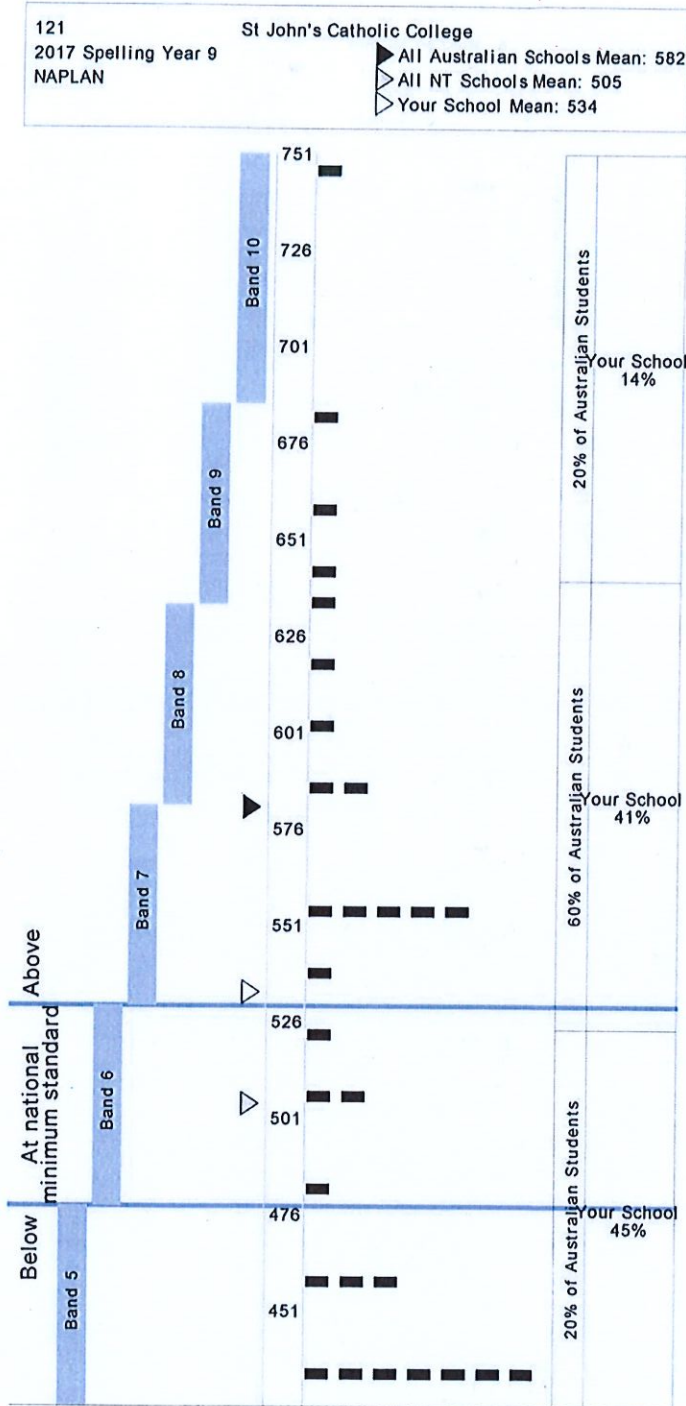 121 St John's Catholic College
2017 Spelling Year 9
NAPLAN
All Australian Schools Mean: 582
All NT Schools Mean: 505
Your School Mean: 534
751
726
701
676
651
626
601
576
551
526
501
476
451
Band 10
Band 9
Band 8
Band 7
Band 6
Band 5
Above
At national
minimum standard
Below
20% of Australian Students
Your School
14%
60% of Australian Students
Your School
41%
20% of Australian Students
Your School
45%